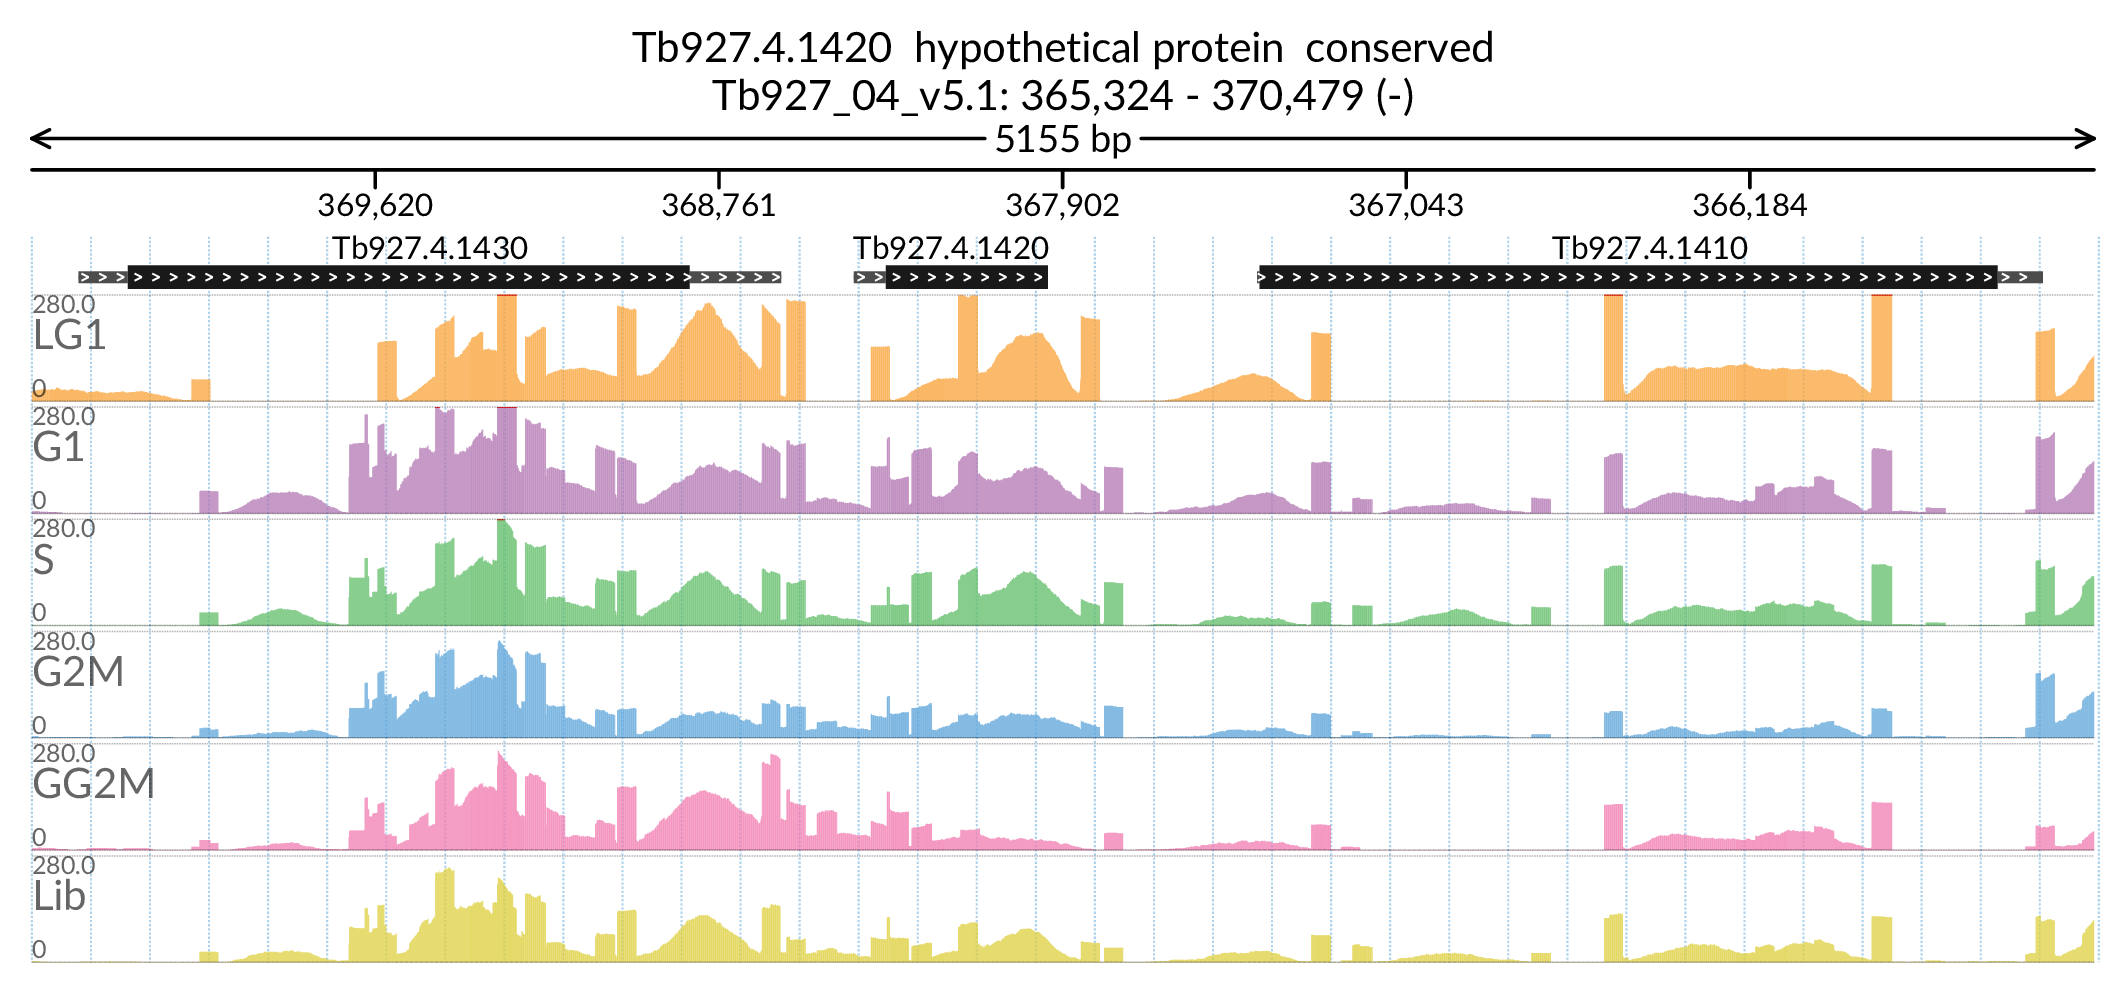 Tb927.4.1420  hypothetical protein  conserved
Tb927_04_v5.1: 365,324 - 370,479 (-)
5155 bp
369,620 368,761 367,902 367,043 366,184
Tb927.4.1430 Tb927.4.1420 Tb927.4.1410
280.0
LG1
0
280.0
G1
0
280.0
S
0
280.0
G2M
0
280.0
GG2M
0
280.0
Lib
0